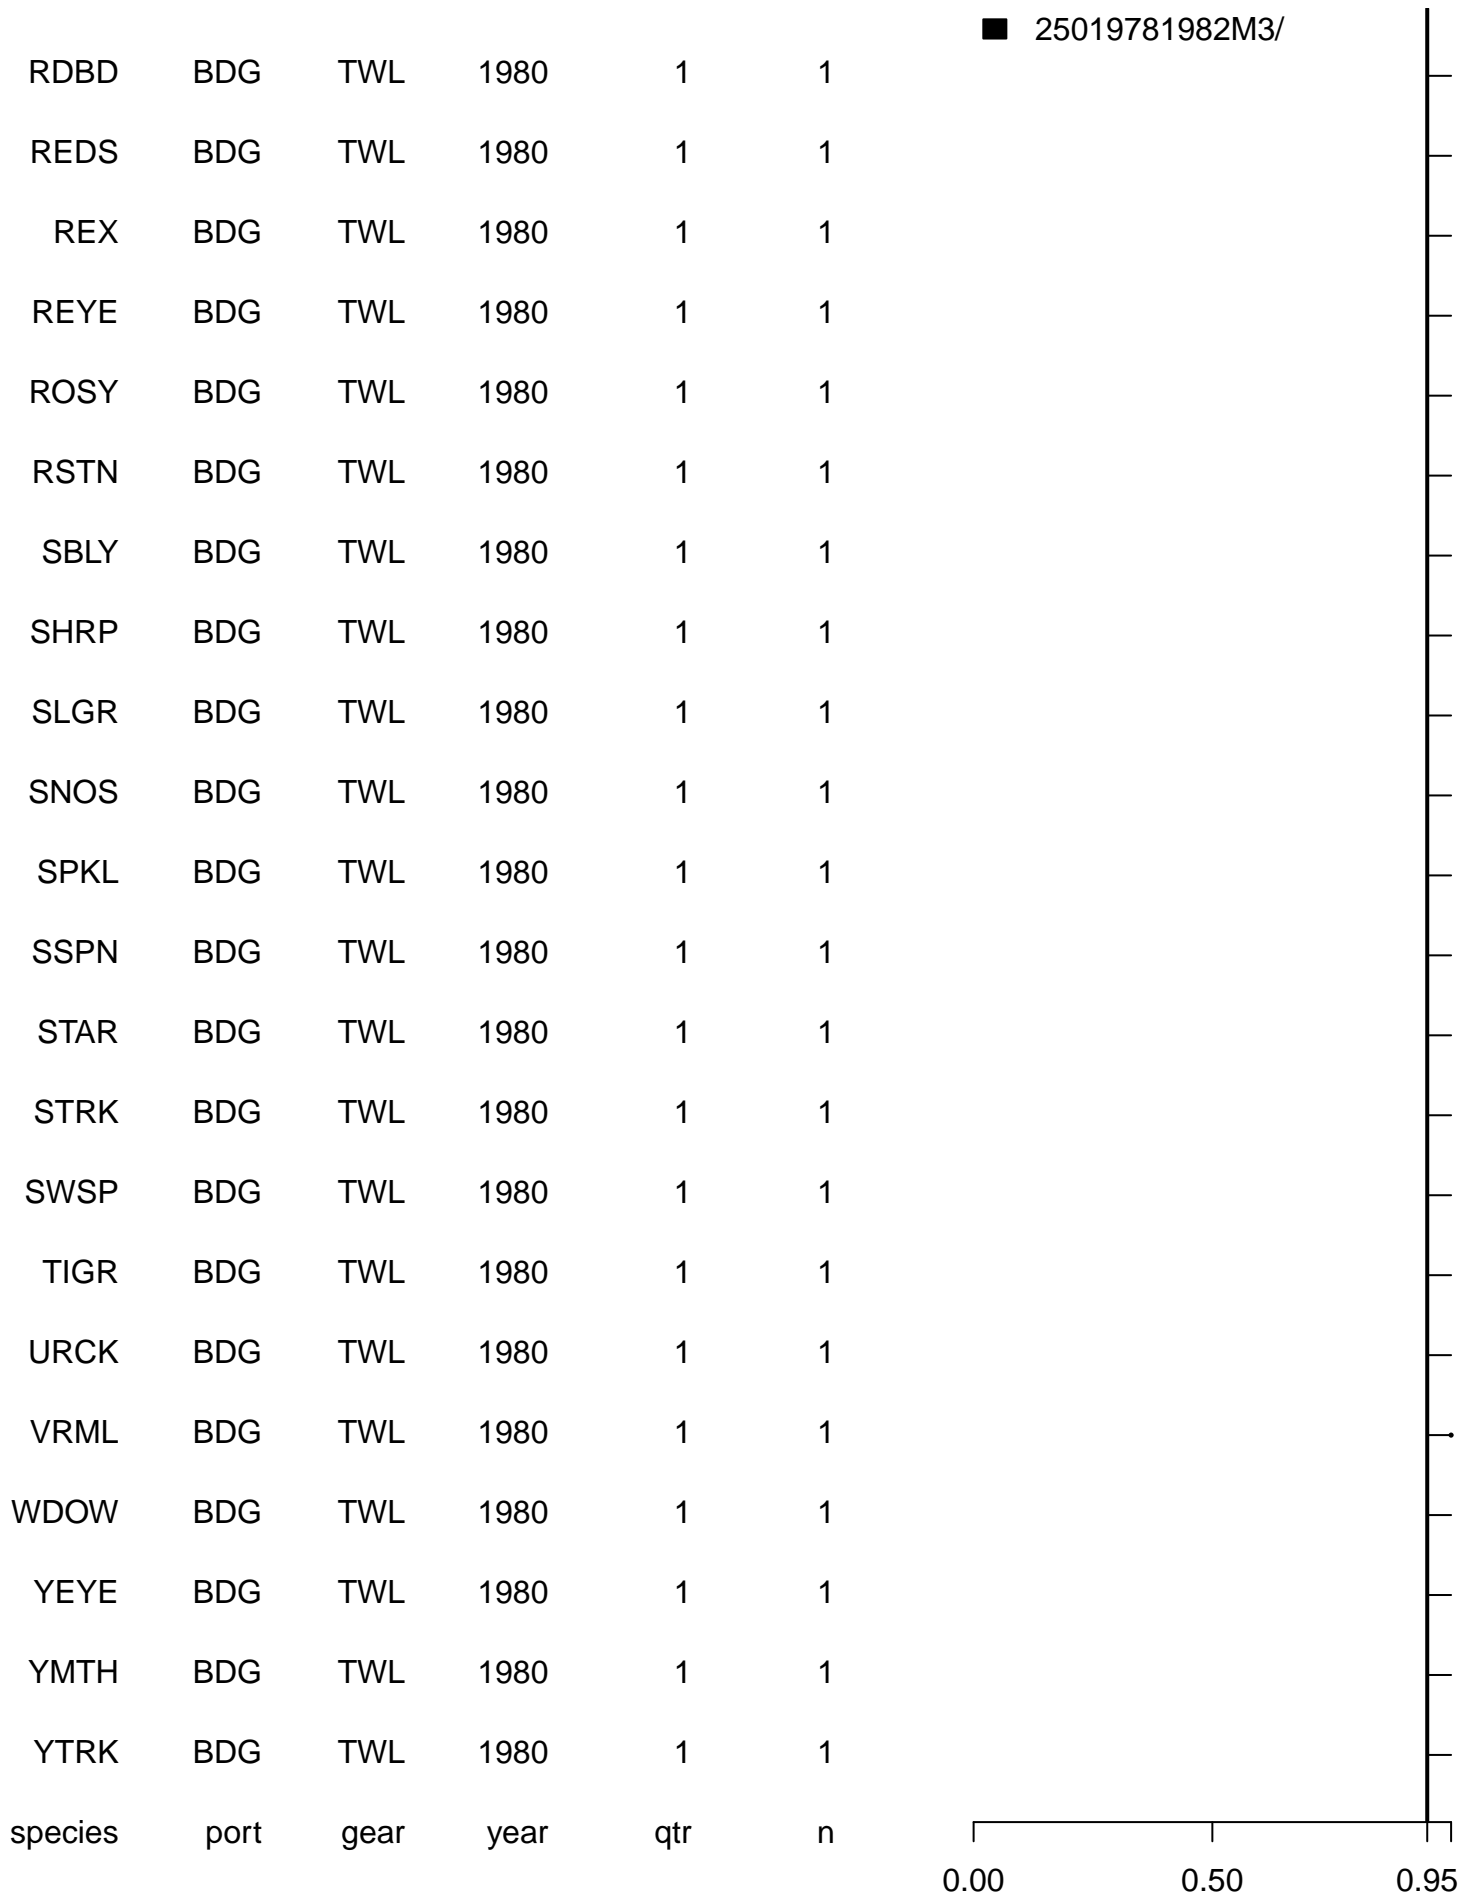 25019781982M3/
RDBD BDG TWL 1980 1 1
REDS BDG TWL 1980 1 1
REX BDG TWL 1980 1 1
REYE BDG TWL 1980 1 1
ROSY BDG TWL 1980 1 1
RSTN BDG TWL 1980 1 1
SBLY BDG TWL 1980 1 1
SHRP BDG TWL 1980 1 1
SLGR BDG TWL 1980 1 1
SNOS BDG TWL 1980 1 1
SPKL BDG TWL 1980 1 1
SSPN BDG TWL 1980 1 1
STAR BDG TWL 1980 1 1
STRK BDG TWL 1980 1 1
SWSP BDG TWL 1980 1 1
TIGR BDG TWL 1980 1 1
URCK BDG TWL 1980 1 1
VRML BDG TWL 1980 1 1
WDOW BDG TWL 1980 1 1
YEYE BDG TWL 1980 1 1
YMTH BDG TWL 1980 1 1
YTRK BDG TWL 1980 1 1
species port gear year qtr n
0.00 0.50 0.95